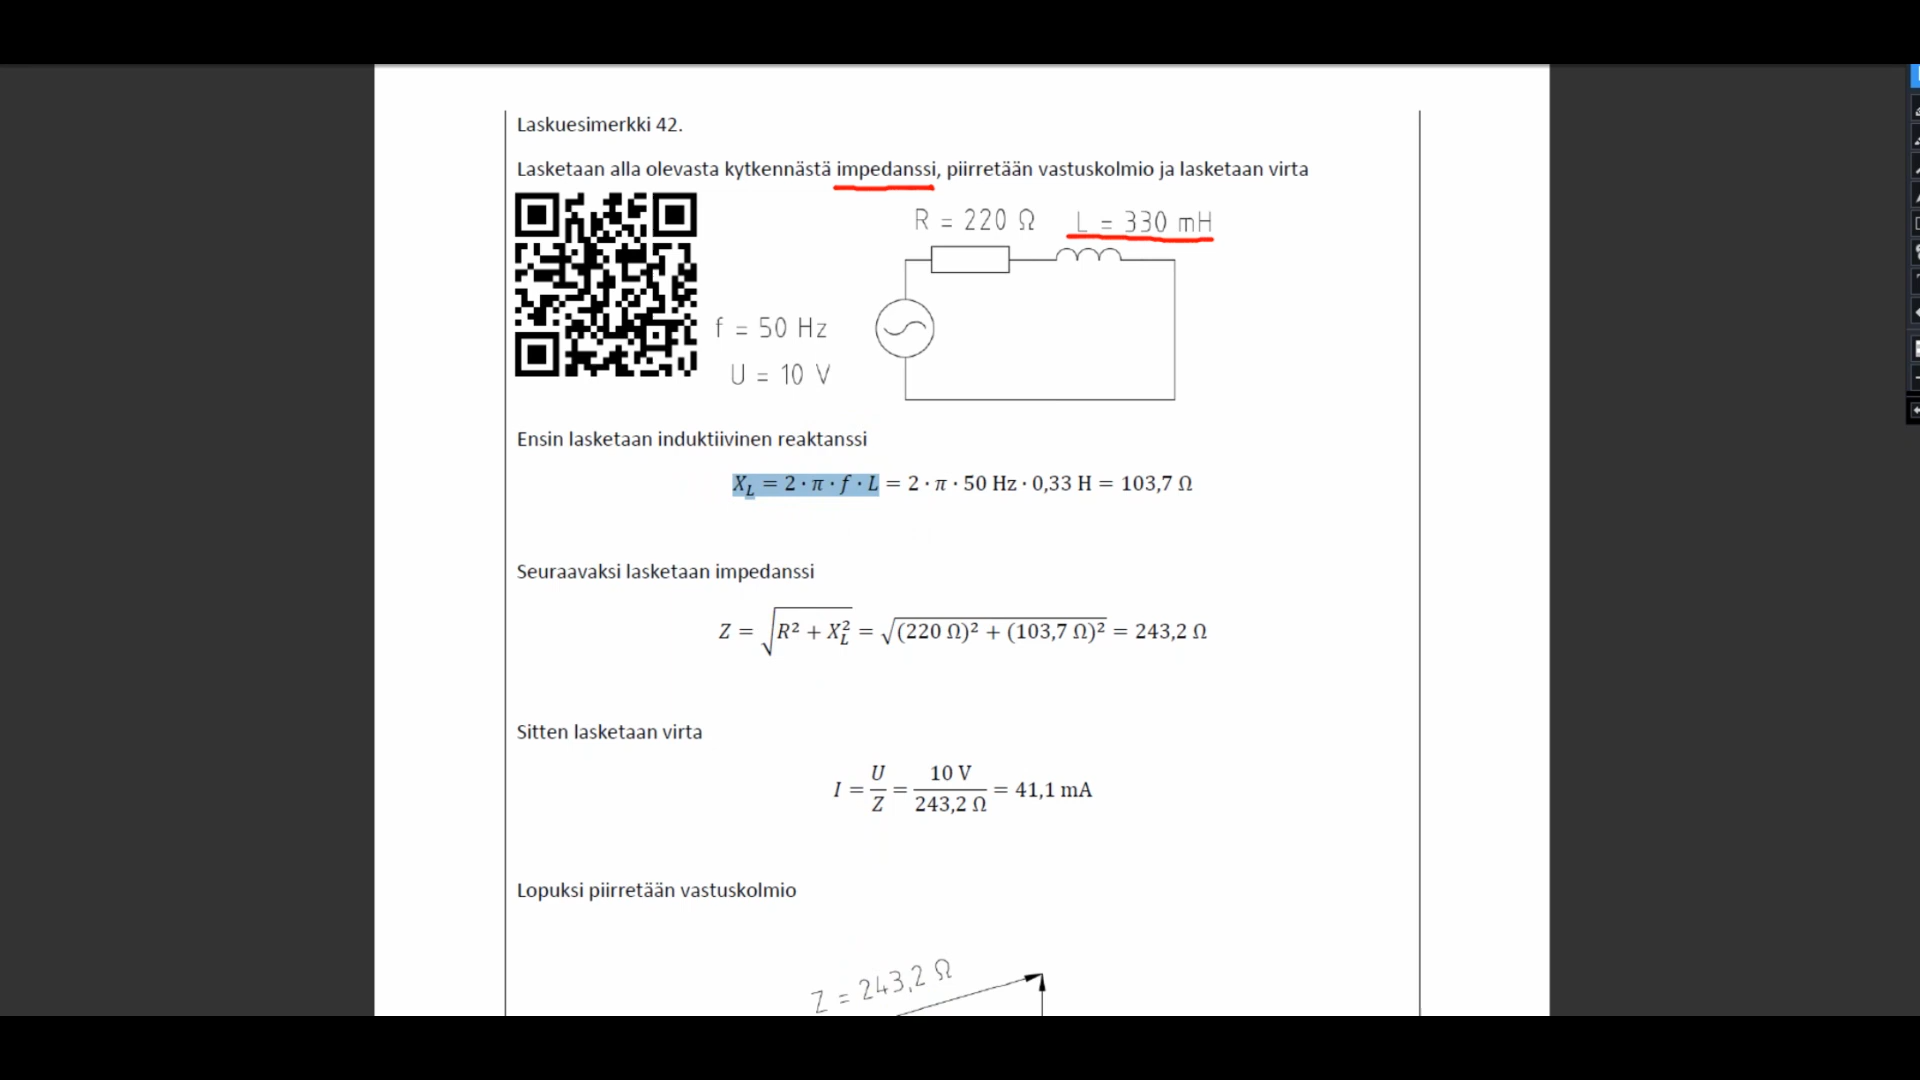 Laskuesimerkki 42.
Lasketaan alla olevasta kytkennästä impedanssi, piirretään vastuskolmio ja lasketaan virta
R = 220 Ω L = 330 mH
f = 50 Hz
U = 10 V
Ensin lasketaan induktiivinen reaktanssi
X_L = 2 · π · f · L = 2 · π · 50 Hz · 0,33 H = 103,7 Ω
Seuraavaksi lasketaan impedanssi
Z = √(R² + X_L²) = √((220 Ω)² + (103,7 Ω)²) = 243,2 Ω
Sitten lasketaan virta
I = U/Z = 10 V/243,2 Ω = 41,1 mA
Lopuksi piirretään vastuskolmio
Z = 243,2 Ω